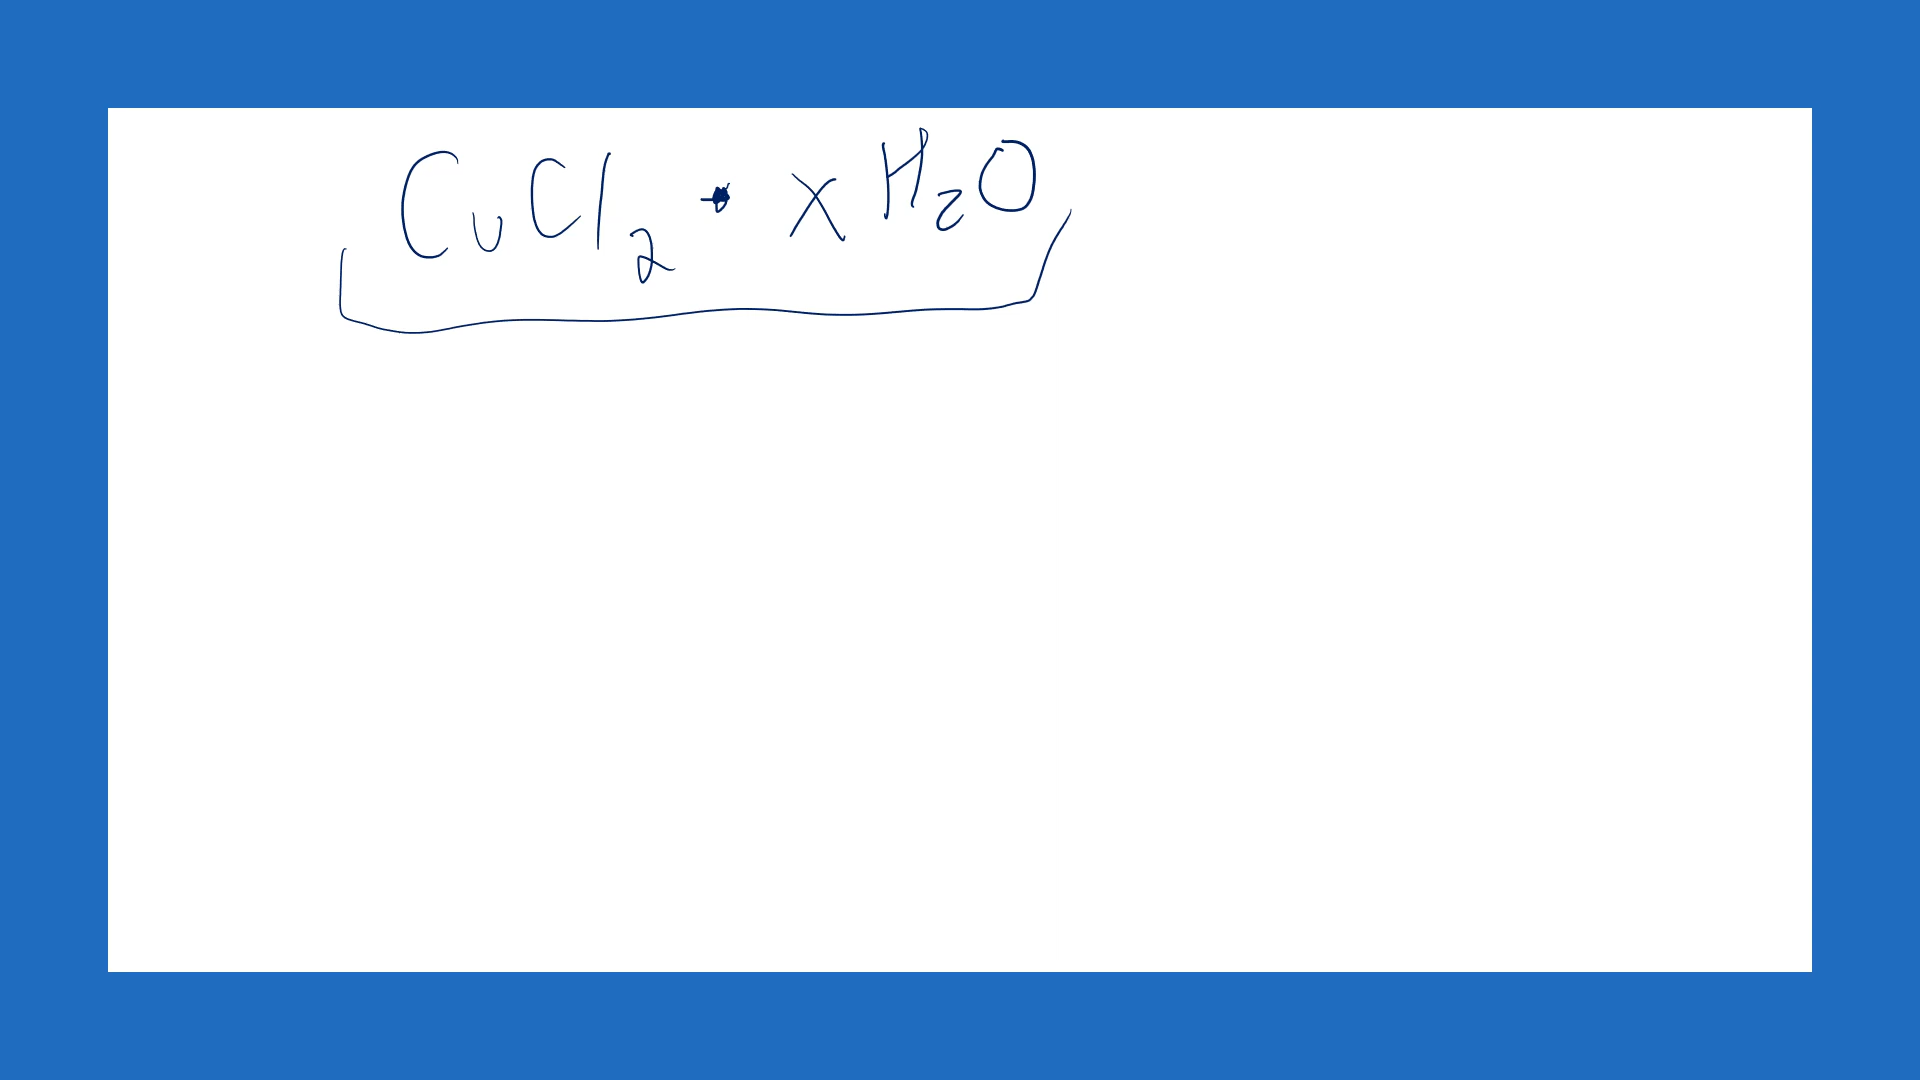 CuCl₂ • x H₂O